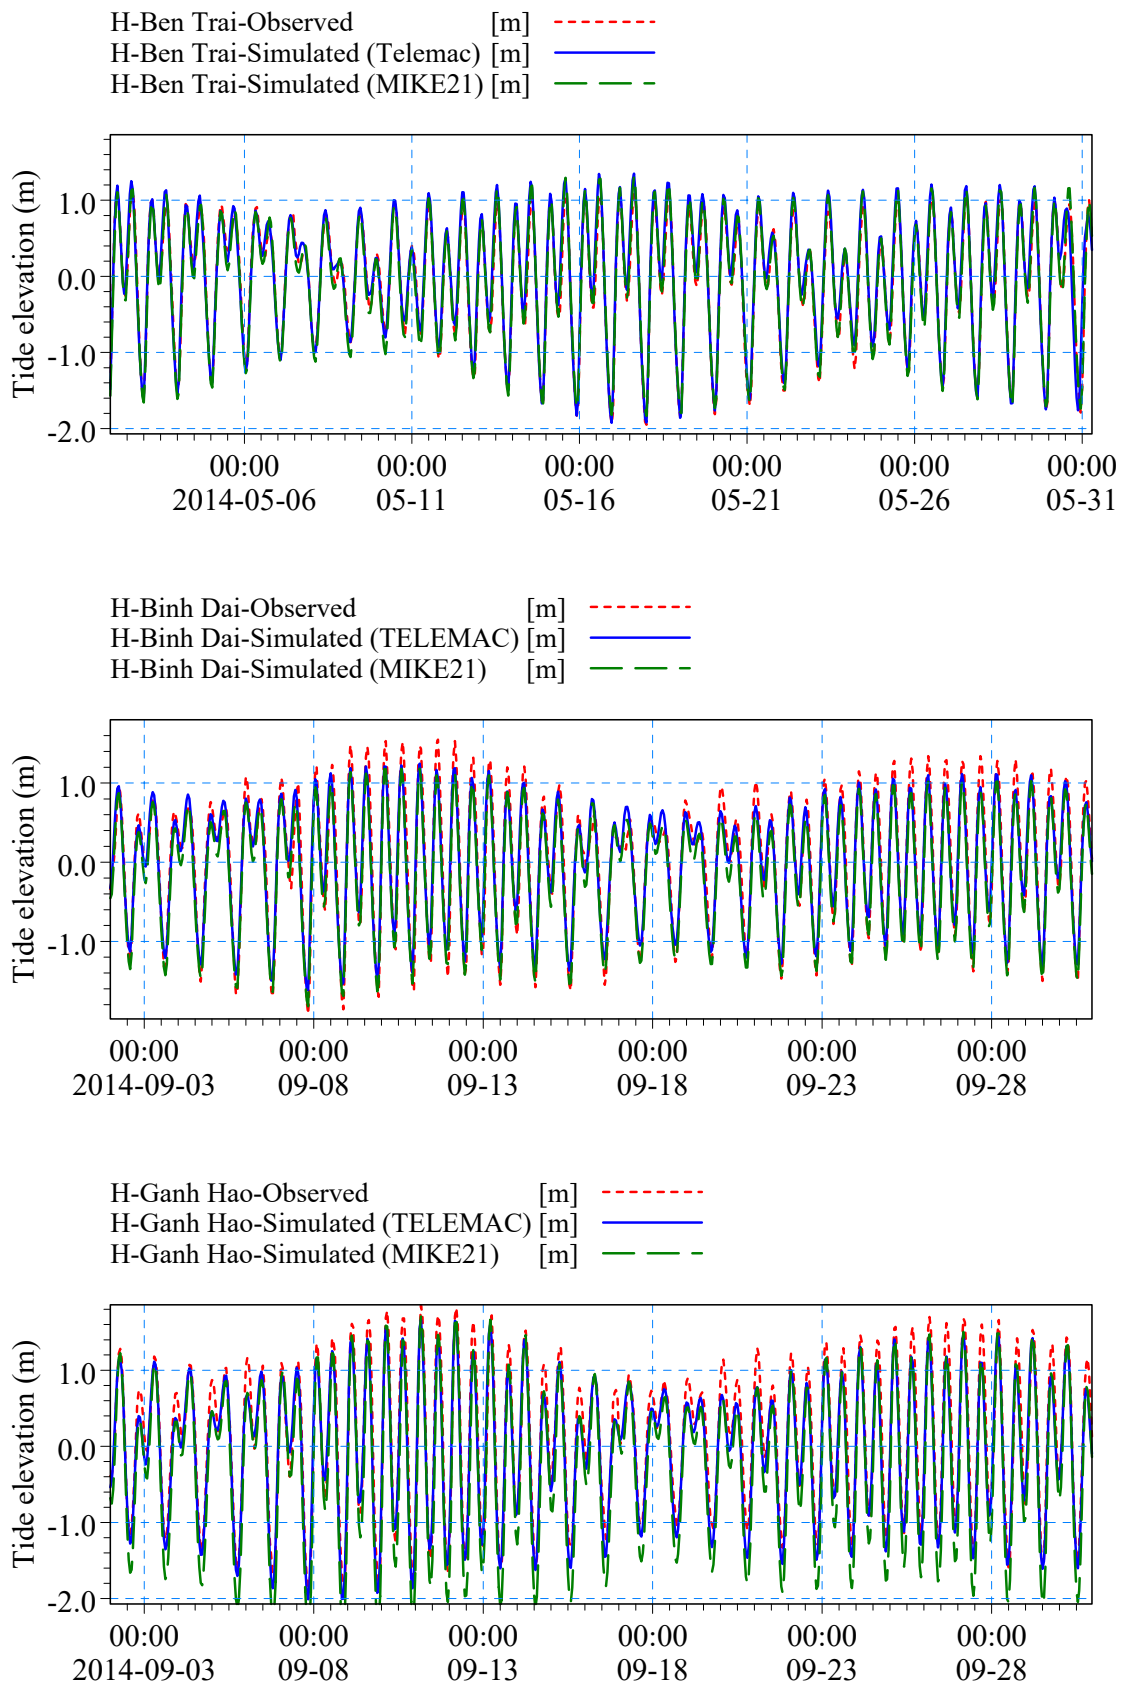 H-Ben Trai-Observed [m]
H-Ben Trai-Simulated (Telemac) [m]
H-Ben Trai-Simulated (MIKE21) [m]
Tide elevation (m)
1.0
0.0
-1.0
-2.0
00:00 00:00 00:00 00:00 00:00 00:00
2014-05-06 05-11 05-16 05-21 05-26 05-31
H-Binh Dai-Observed [m]
H-Binh Dai-Simulated (TELEMAC) [m]
H-Binh Dai-Simulated (MIKE21) [m]
Tide elevation (m)
1.0
0.0
-1.0
00:00 00:00 00:00 00:00 00:00 00:00
2014-09-03 09-08 09-13 09-18 09-23 09-28
H-Ganh Hao-Observed [m]
H-Ganh Hao-Simulated (TELEMAC) [m]
H-Ganh Hao-Simulated (MIKE21) [m]
Tide elevation (m)
1.0
0.0
-1.0
-2.0
00:00 00:00 00:00 00:00 00:00 00:00
2014-09-03 09-08 09-13 09-18 09-23 09-28